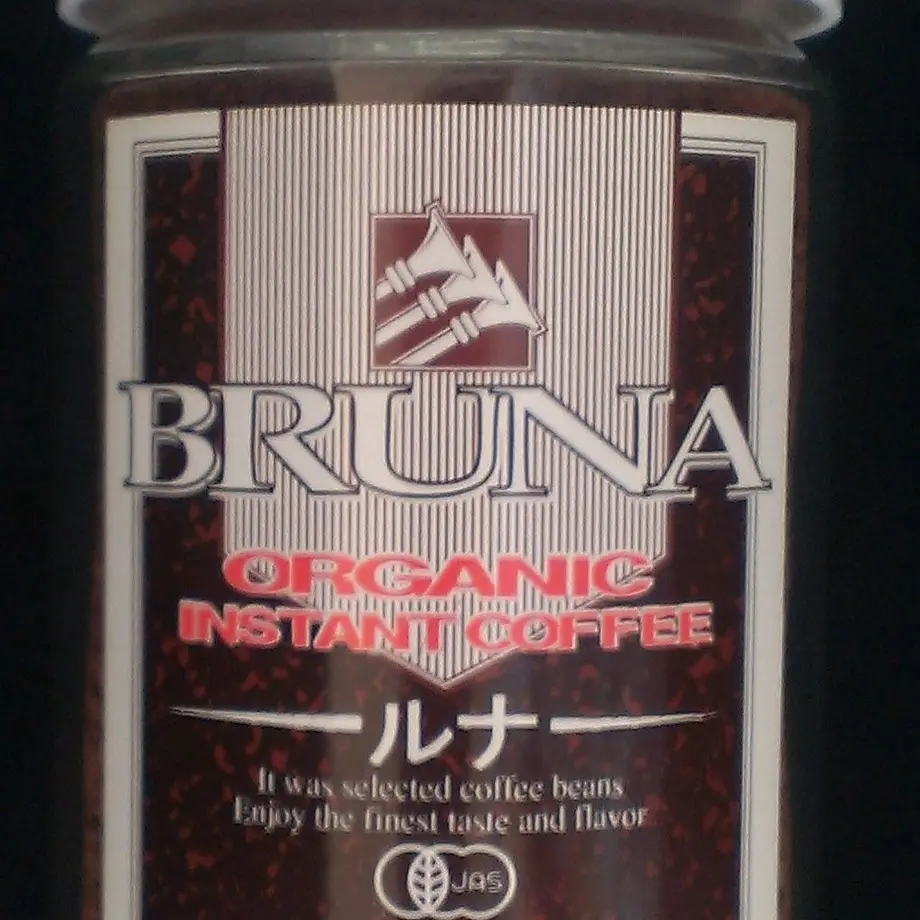 BRUNA
ORGANIC
INSTANT COFFEE
ルナ
It was selected coffee beans
Enjoy the finest taste and flavor
JAS